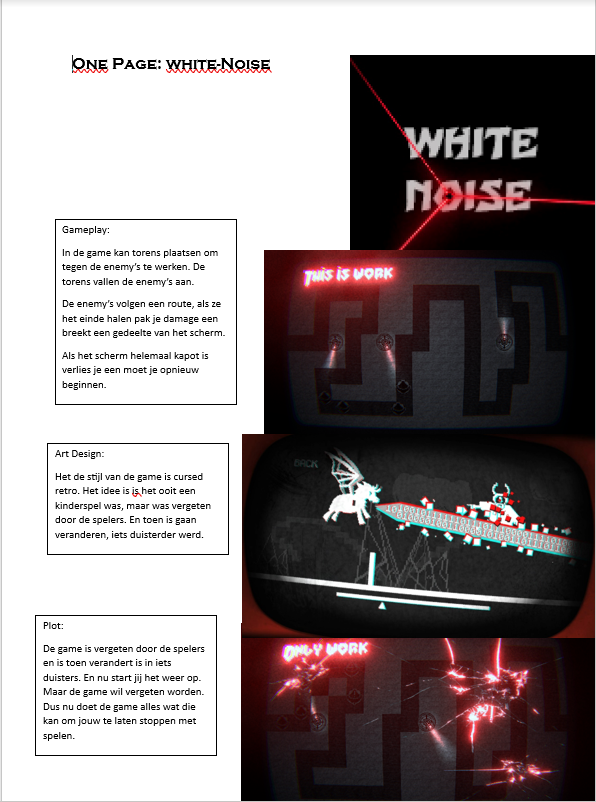 One Page: white-Noise
WHITE
NOISE
Gameplay:
In de game kan torens plaatsen om
tegen de enemy's te werken. De
torens vallen de enemy's aan.
De enemy's volgen een route, als ze
het einde halen pak je damage een
breekt een gedeelte van het scherm.
Als het scherm helemaal kapot is
verlies je een moet je opnieuw
beginnen.
THIS IS WORK
Art Design:
Het de stijl van de game is cursed
retro. Het idee is is het ooit een
kinderspel was, maar was vergeten
door de spelers. En toen is gaan
veranderen, iets duisterder werd.
BACK
Plot:
De game is vergeten door de spelers
en is toen verandert is in iets
duisters. En nu start jij het weer op.
Maar de game wil vergeten worden.
Dus nu doet de game alles wat die
kan om jouw te laten stoppen met
spelen.
ONLY WORK